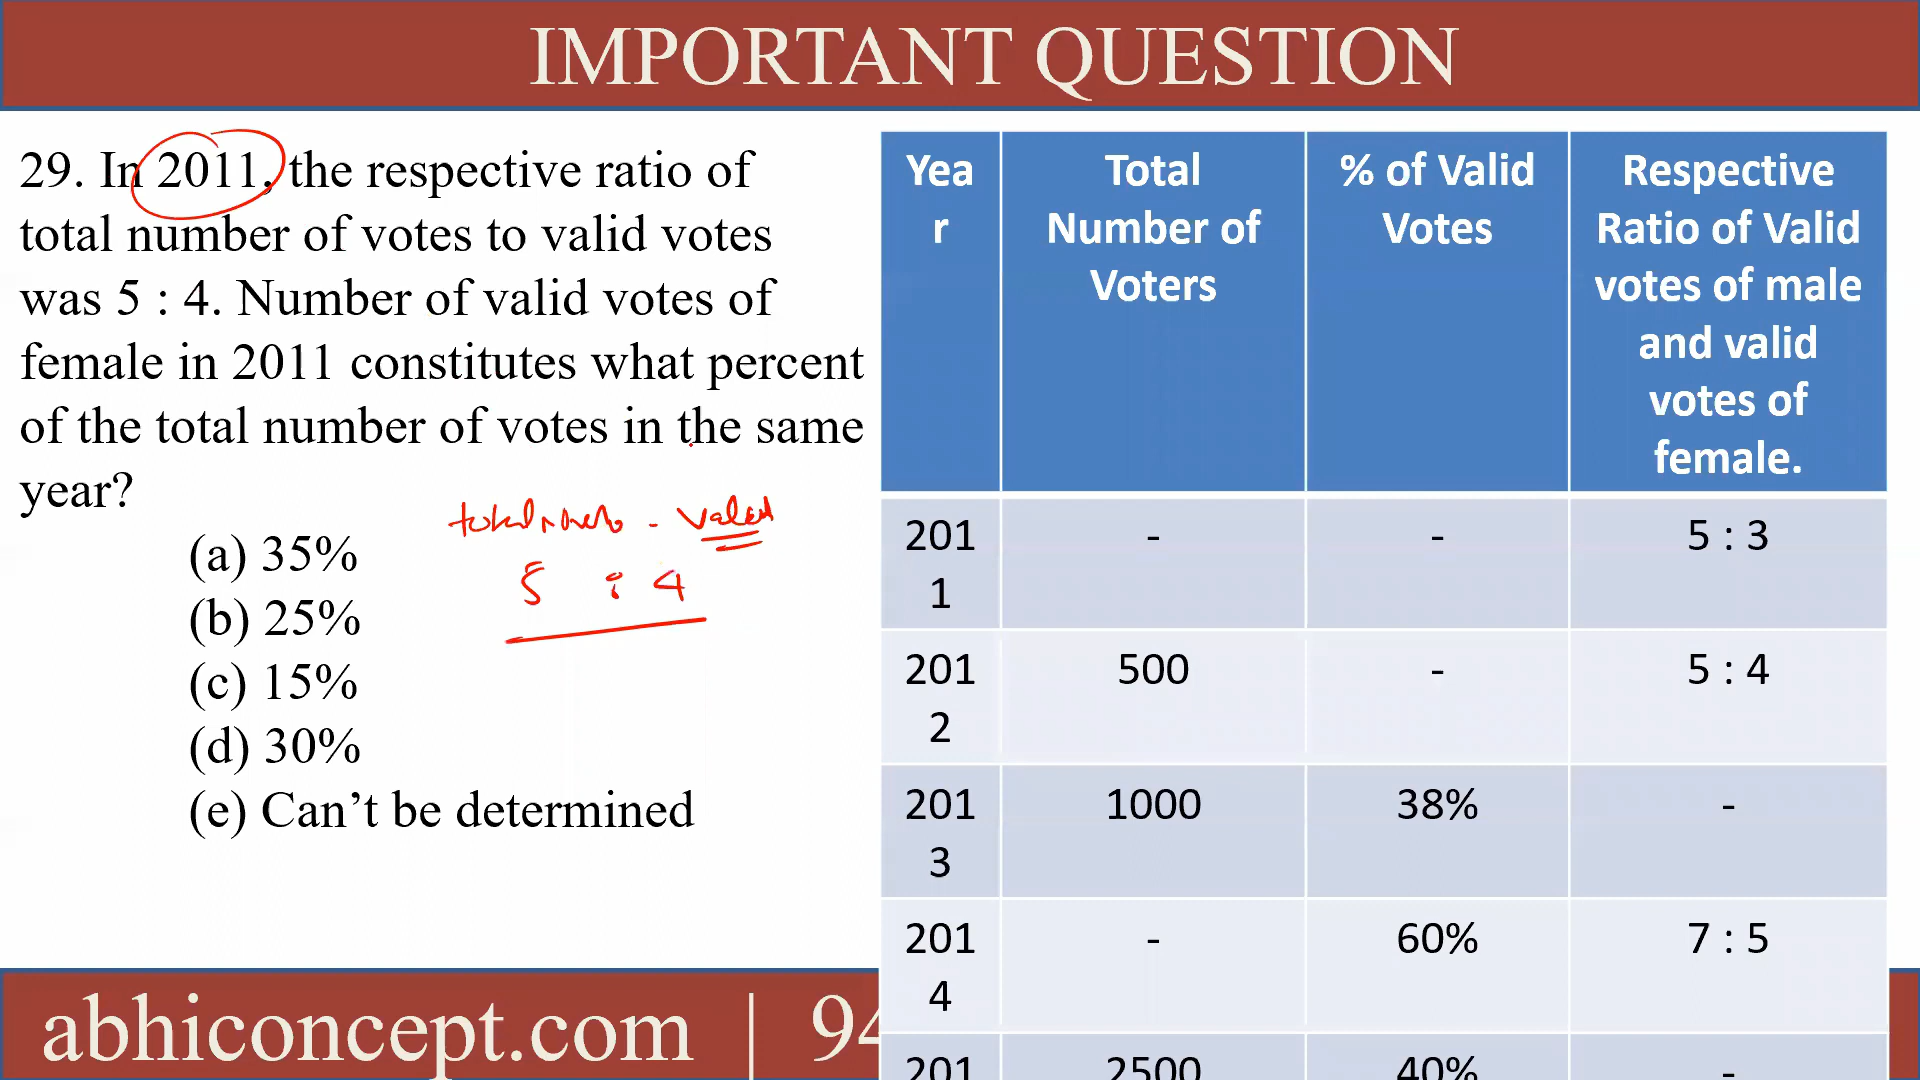 IMPORTANT QUESTION
29. In 2011, the respective ratio of
total number of votes to valid votes
was 5 : 4. Number of valid votes of
female in 2011 constitutes what percent
of the total number of votes in the same
year?
(a) 35%
(b) 25%
(c) 15%
(d) 30%
(e) Can’t be determined
total - valid
5 : 4
Yea
r
Total
Number of
Voters
% of Valid
Votes
Respective
Ratio of Valid
votes of male
and valid
votes of
female.
201
1
-
-
5 : 3
201
2
500
-
5 : 4
201
3
1000
38%
-
201
4
-
60%
7 : 5
201
2500
40%
-
abhiconcept.com | 94